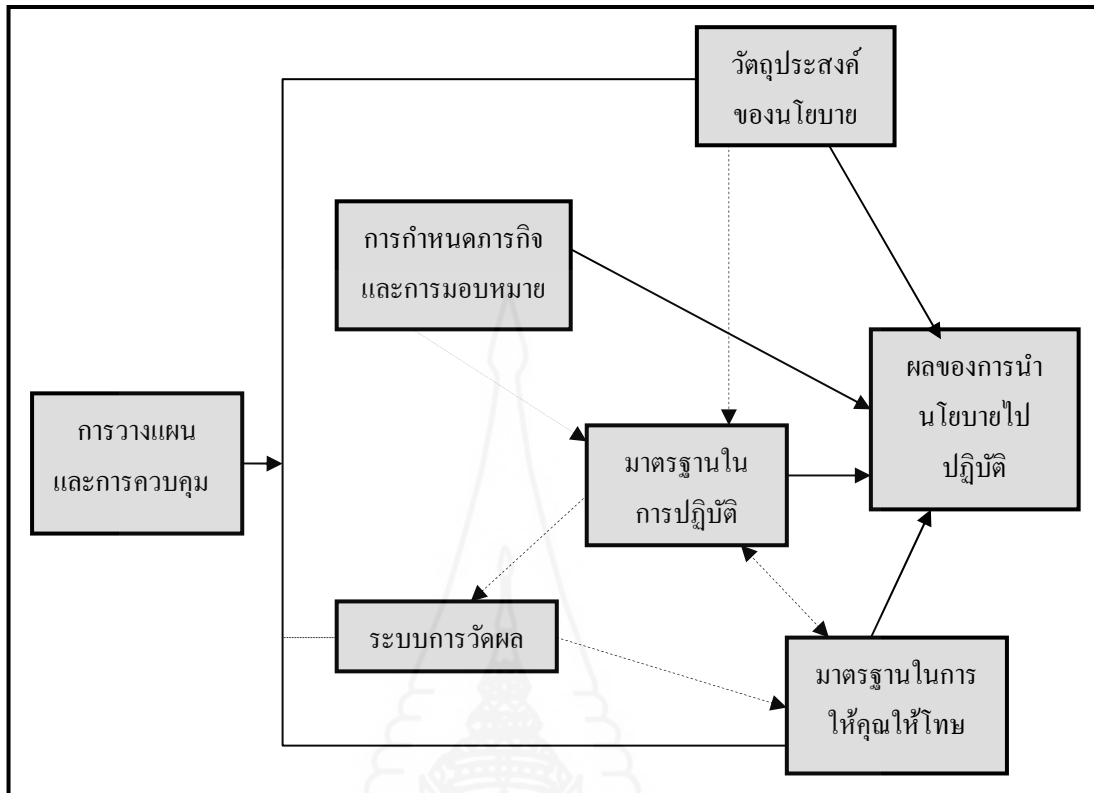 วัตถุประสงค์
ของนโยบาย
การกำหนดภารกิจ
และการมอบหมาย
ผลของการนำ
นโยบายไป
ปฏิบัติ
การวางแผน
และการควบคุม
มาตรฐานใน
การปฏิบัติ
ระบบการวัดผล
มาตรฐานในการ
ให้คุณให้โทษ